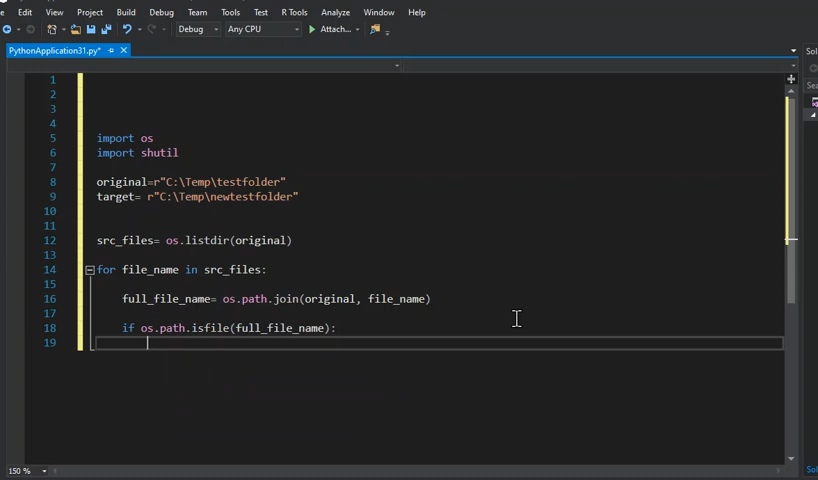 e Edit View Project Build Debug Team Tools Test R Tools Analyze Window Help
Debug Any CPU Attach...
PythonApplication31.py* Sol
1
2
3
4
5 import os
6 import shutil
7
8 original=r"C:\Temp\testfolder"
9 target= r"C:\Temp\newtestfolder"
10
11
12 src_files= os.listdir(original)
13
14 for file_name in src_files:
15
16 full_file_name= os.path.join(original, file_name)
17
18 if os.path.isfile(full_file_name):
19
150 % Sol
Sea